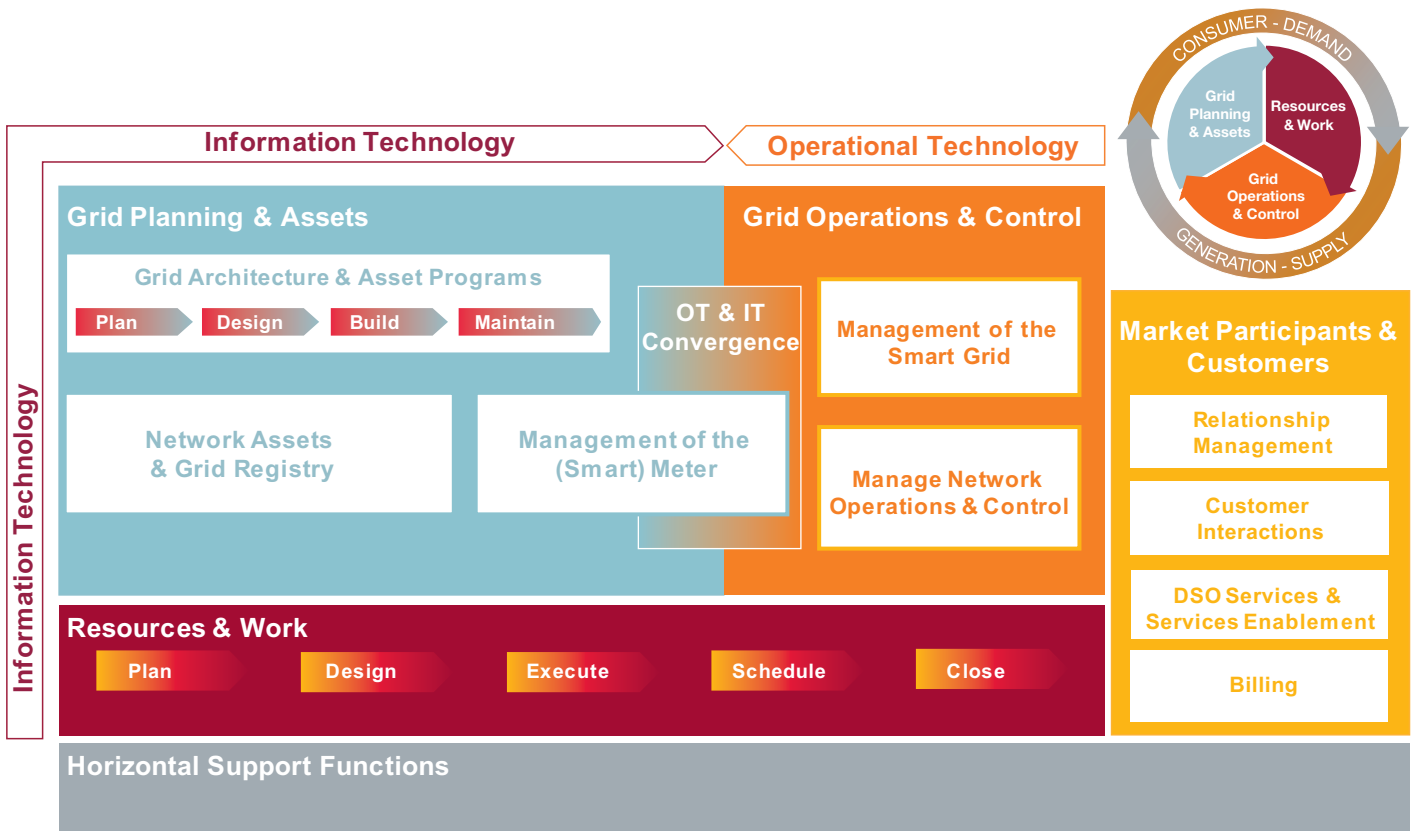 CONSUMER - DEMAND
Grid
Planning
& Assets
Resources
& Work
Grid
Operations
& Control
GENERATION - SUPPLY
Information Technology
Operational Technology
Information Technology
Grid Planning & Assets
Grid Architecture & Asset Programs
Plan
Design
Build
Maintain
Network Assets
& Grid Registry
Management of the
(Smart) Meter
OT & IT
Convergence
Grid Operations & Control
Management of the
Smart Grid
Manage Network
Operations & Control
Market Participants &
Customers
Relationship
Management
Customer
Interactions
DSO Services &
Services Enablement
Billing
Resources & Work
Plan
Design
Execute
Schedule
Close
Horizontal Support Functions